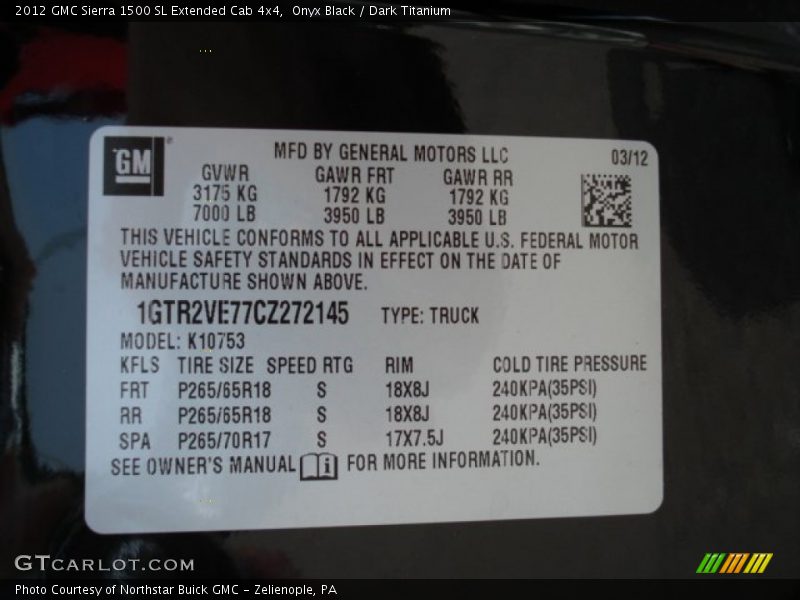 2012 GMC Sierra 1500 SL Extended Cab 4x4, Onyx Black / Dark Titanium
GM
MFD BY GENERAL MOTORS LLC 03/12
GVWR GAWR FRT GAWR RR
3175 KG 1792 KG 1792 KG
7000 LB 3950 LB 3950 LB
THIS VEHICLE CONFORMS TO ALL APPLICABLE U.S. FEDERAL MOTOR
VEHICLE SAFETY STANDARDS IN EFFECT ON THE DATE OF
MANUFACTURE SHOWN ABOVE.
1GTR2VE77CZ272145 TYPE: TRUCK
MODEL: K10753
KFLS TIRE SIZE SPEED RTG RIM COLD TIRE PRESSURE
FRT P265/65R18 S 18X8J 240KPA(35PSI)
RR P265/65R18 S 18X8J 240KPA(35PSI)
SPA P265/70R17 S 17X7.5J 240KPA(35PSI)
SEE OWNER'S MANUAL i FOR MORE INFORMATION.
GTCARLOT.COM
Photo Courtesy of Northstar Buick GMC - Zelienople, PA